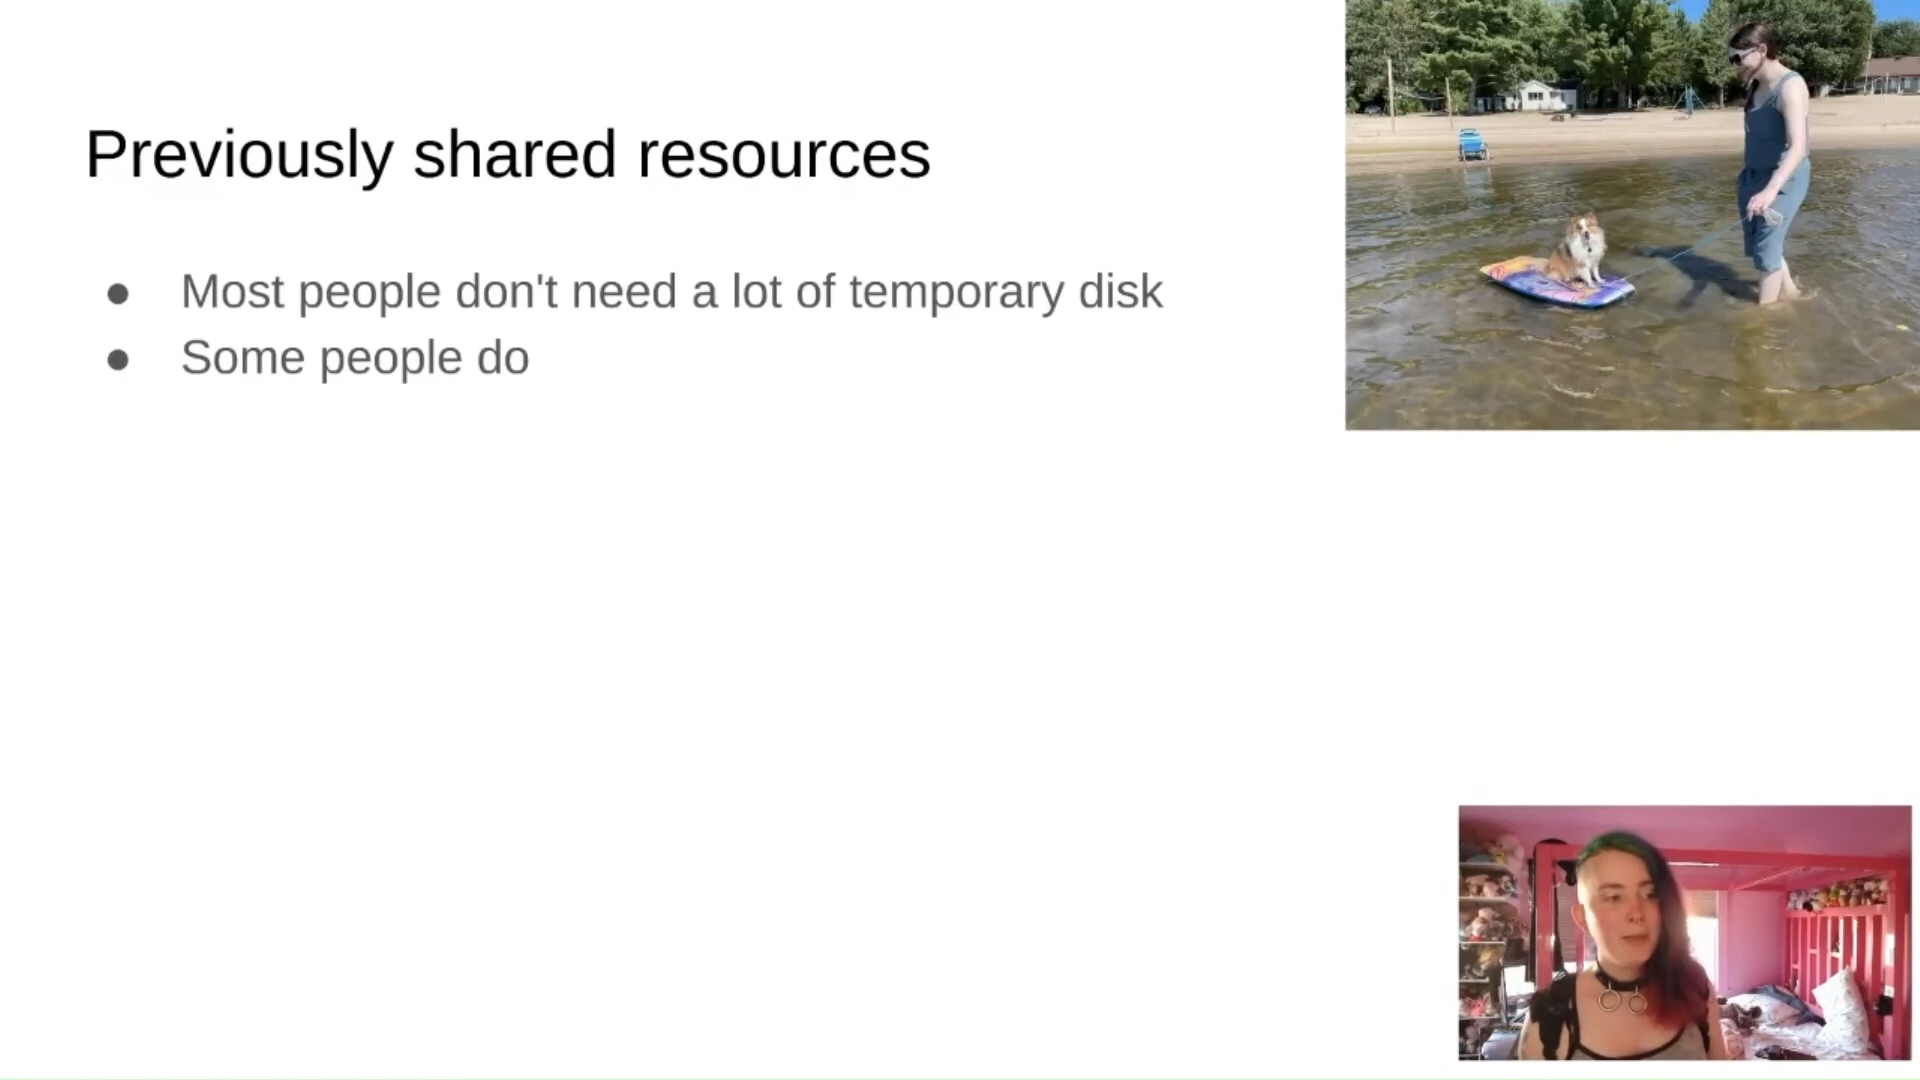 Previously shared resources
Most people don't need a lot of temporary disk
Some people do